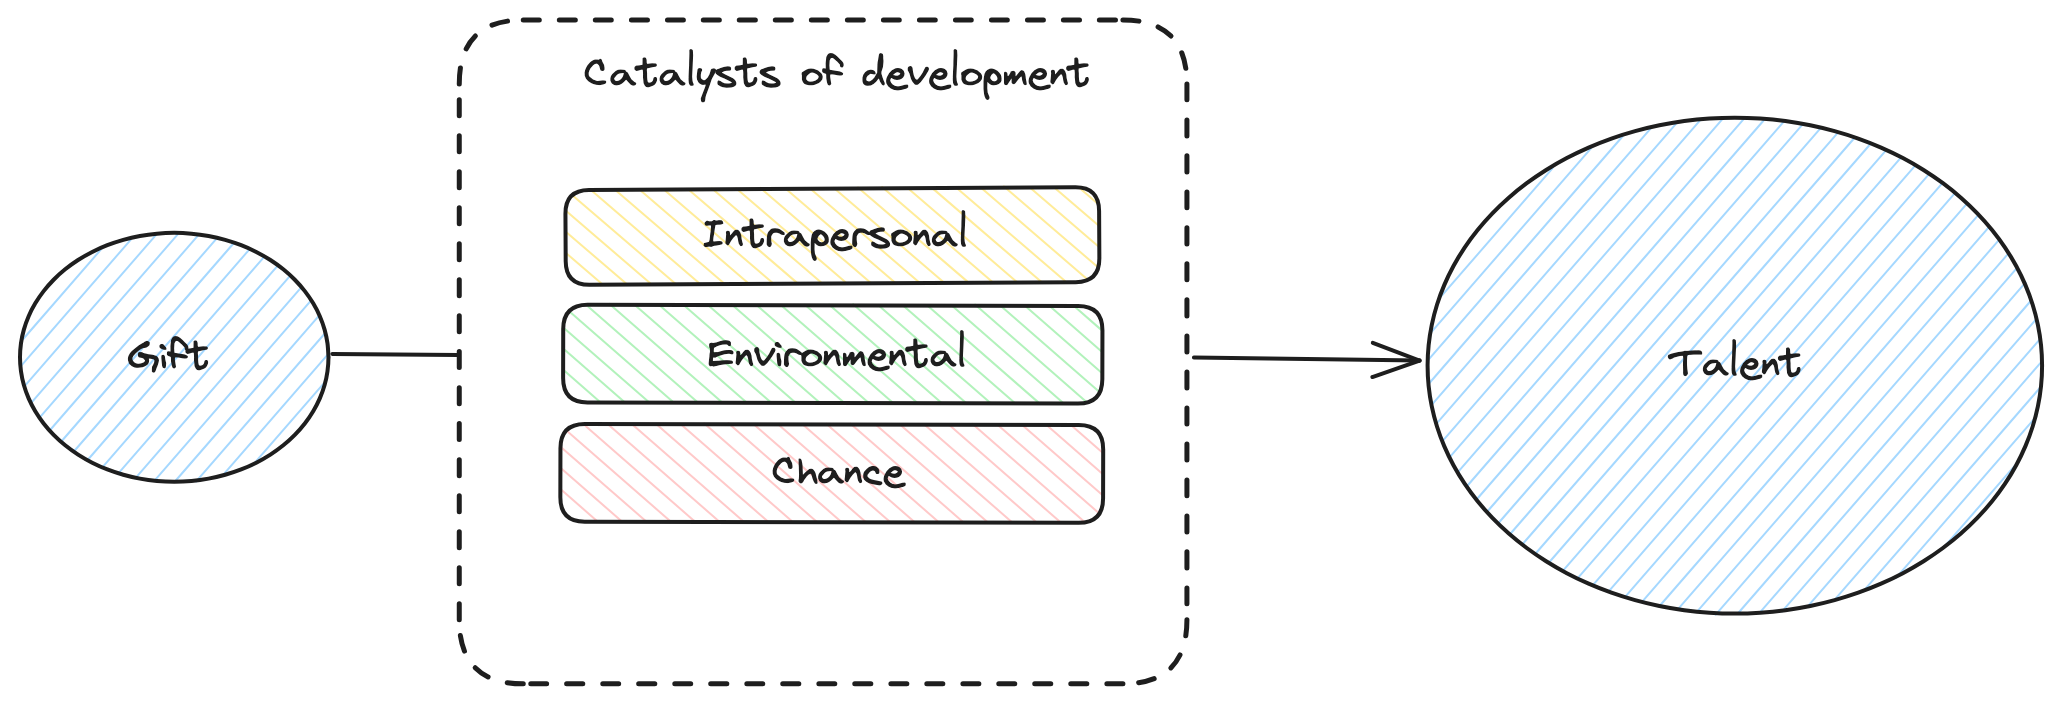 Catalysts of development
Intrapersonal
Gift
Environmental
Talent
Chance